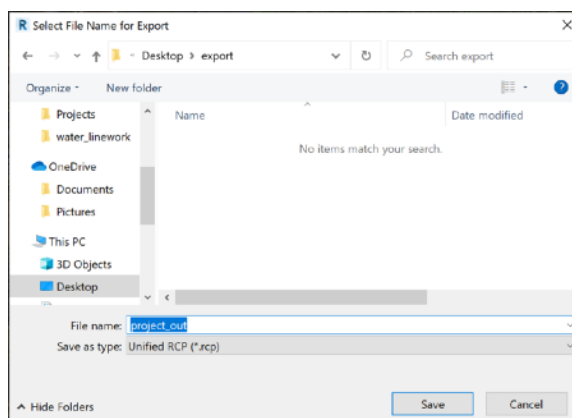 R Select File Name for Export
Desktop > export
Search export
Organize
New folder
Projects
water_linework
OneDrive
Documents
Pictures
This PC
3D Objects
Desktop
Name
Date modified
No items match your search.
File name: project_out
Save as type: Unified RCP (*.rcp)
Hide Folders
Save
Cancel